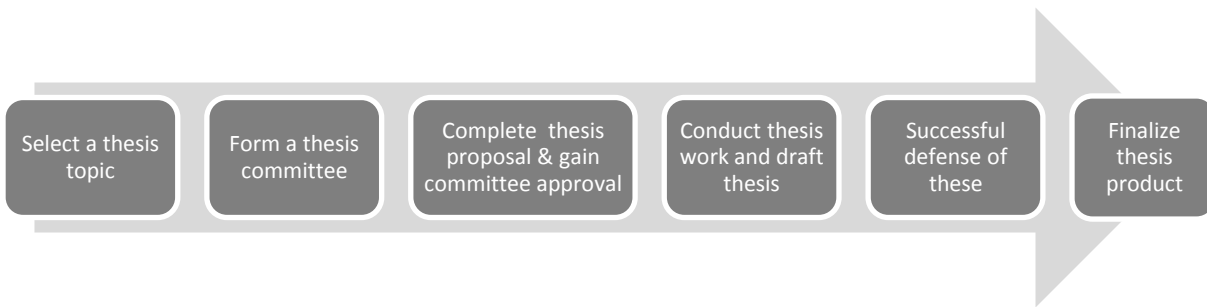 Select a thesis
topic
Form a thesis
committee
Complete thesis
proposal & gain
committee approval
Conduct thesis
work and draft
thesis
Successful
defense of
these
Finalize
thesis
product